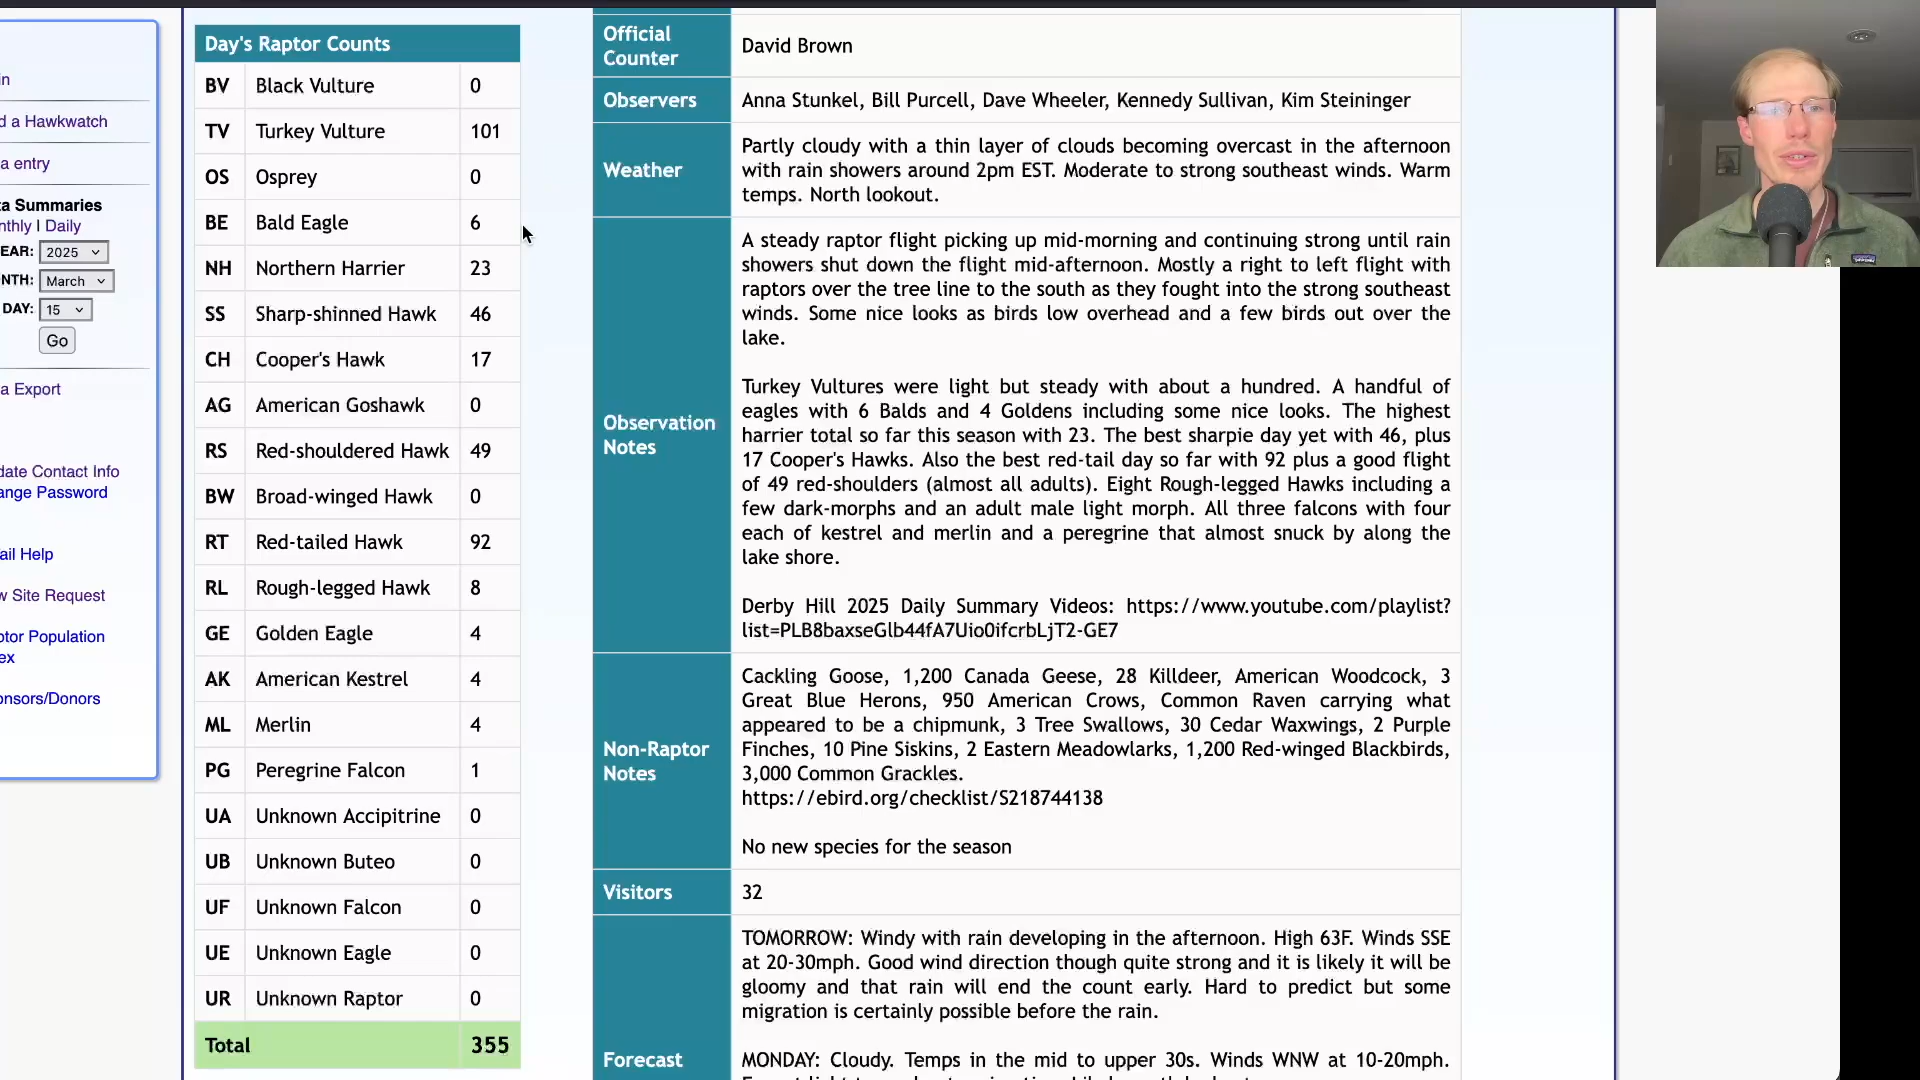 in
d a Hawkwatch
a entry
ta Summaries
nthly | Daily
EAR: 2025
NTH: March
DAY: 15
Go
a Export
date Contact Info
ange Password
ail Help
w Site Request
ptor Population
ex
onsors/Donors
Day's Raptor Counts
BV Black Vulture 0
TV Turkey Vulture 101
OS Osprey 0
BE Bald Eagle 6
NH Northern Harrier 23
SS Sharp-shinned Hawk 46
CH Cooper's Hawk 17
AG American Goshawk 0
RS Red-shouldered Hawk 49
BW Broad-winged Hawk 0
RT Red-tailed Hawk 92
RL Rough-legged Hawk 8
GE Golden Eagle 4
AK American Kestrel 4
ML Merlin 4
PG Peregrine Falcon 1
UA Unknown Accipitrine 0
UB Unknown Buteo 0
UF Unknown Falcon 0
UE Unknown Eagle 0
UR Unknown Raptor 0
Total 355
Official
Counter
David Brown
Observers
Anna Stunkel, Bill Purcell, Dave Wheeler, Kennedy Sullivan, Kim Steininger
Weather
Partly cloudy with a thin layer of clouds becoming overcast in the afternoon
with rain showers around 2pm EST. Moderate to strong southeast winds. Warm
temps. North lookout.
Observation
Notes
A steady raptor flight picking up mid-morning and continuing strong until rain
showers shut down the flight mid-afternoon. Mostly a right to left flight with
raptors over the tree line to the south as they fought into the strong southeast
winds. Some nice looks as birds low overhead and a few birds out over the
lake.
Turkey Vultures were light but steady with about a hundred. A handful of
eagles with 6 Balds and 4 Goldens including some nice looks. The highest
harrier total so far this season with 23. The best sharpie day yet with 46, plus
17 Cooper's Hawks. Also the best red-tail day so far with 92 plus a good flight
of 49 red-shoulders (almost all adults). Eight Rough-legged Hawks including a
few dark-morphs and an adult male light morph. All three falcons with four
each of kestrel and merlin and a peregrine that almost snuck by along the
lake shore.
Derby Hill 2025 Daily Summary Videos: https://www.youtube.com/playlist?
list=PLB8baxseGlb44fA7Uio0ifcrbLjT2-GE7
Non-Raptor
Notes
Cackling Goose, 1,200 Canada Geese, 28 Killdeer, American Woodcock, 3
Great Blue Herons, 950 American Crows, Common Raven carrying what
appeared to be a chipmunk, 3 Tree Swallows, 30 Cedar Waxwings, 2 Purple
Finches, 10 Pine Siskins, 2 Eastern Meadowlarks, 1,200 Red-winged Blackbirds,
3,000 Common Grackles.
https://ebird.org/checklist/S218744138
No new species for the season
Visitors
32
Forecast
TOMORROW: Windy with rain developing in the afternoon. High 63F. Winds SSE
at 20-30mph. Good wind direction though quite strong and it is likely it will be
gloomy and that rain will end the count early. Hard to predict but some
migration is certainly possible before the rain.
MONDAY: Cloudy. Temps in the mid to upper 30s. Winds WNW at 10-20mph.